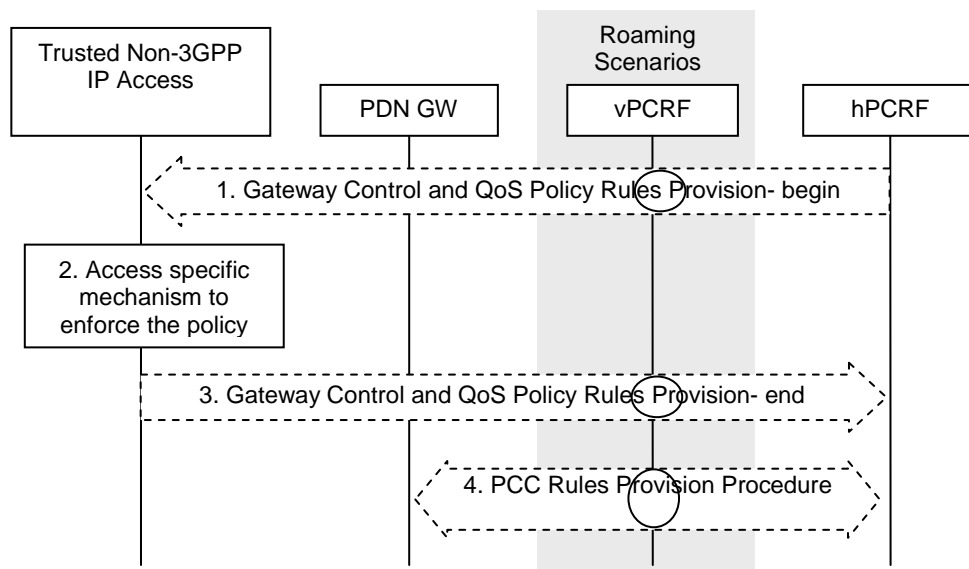 Roaming
Scenarios
Trusted Non-3GPP
IP Access
PDN GW
vPCRF
hPCRF
1. Gateway Control and QoS Policy Rules Provision- begin
2. Access specific
mechanism to
enforce the policy
3. Gateway Control and QoS Policy Rules Provision- end
4. PCC Rules Provision Procedure